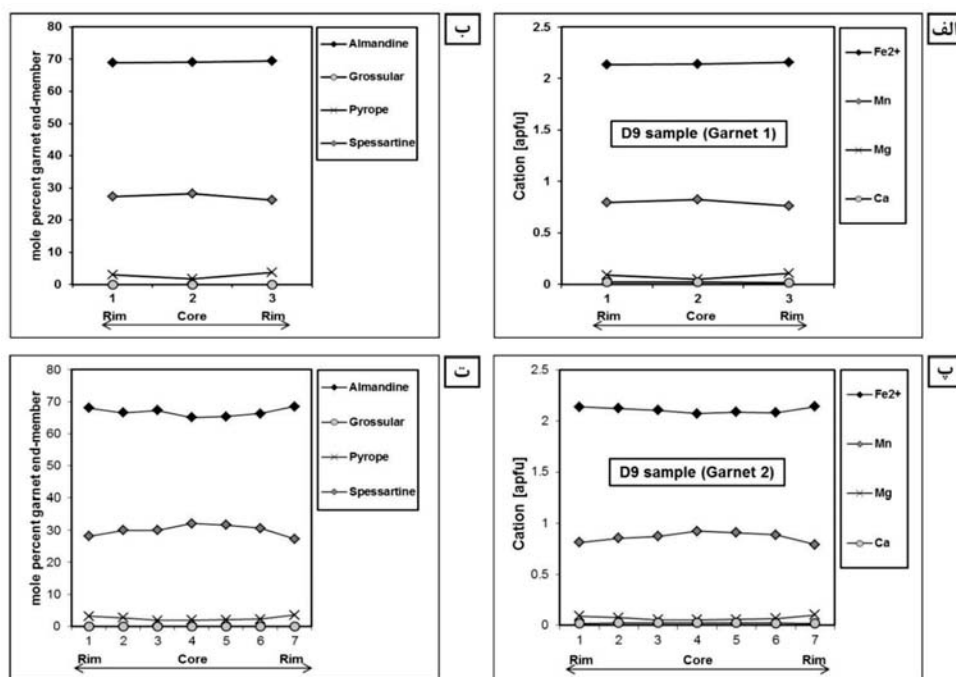 ب
80
70
60
50
40
30
20
10
0
mole percent garnet end-member
1 2 3
Rim Core Rim
Almandine
Grossular
Pyrope
Spessartine
الف
2.5
2
1.5
1
0.5
0
Cation [apfu]
D9 sample (Garnet 1)
1 2 3
Rim Core Rim
Fe2+
Mn
Mg
Ca
ت
80
70
60
50
40
30
20
10
0
mole percent garnet end-member
1 2 3 4 5 6 7
Rim Core Rim
Almandine
Grossular
Pyrope
Spessartine
پ
2.5
2
1.5
1
0.5
0
Cation [apfu]
D9 sample (Garnet 2)
1 2 3 4 5 6 7
Rim Core Rim
Fe2+
Mn
Mg
Ca